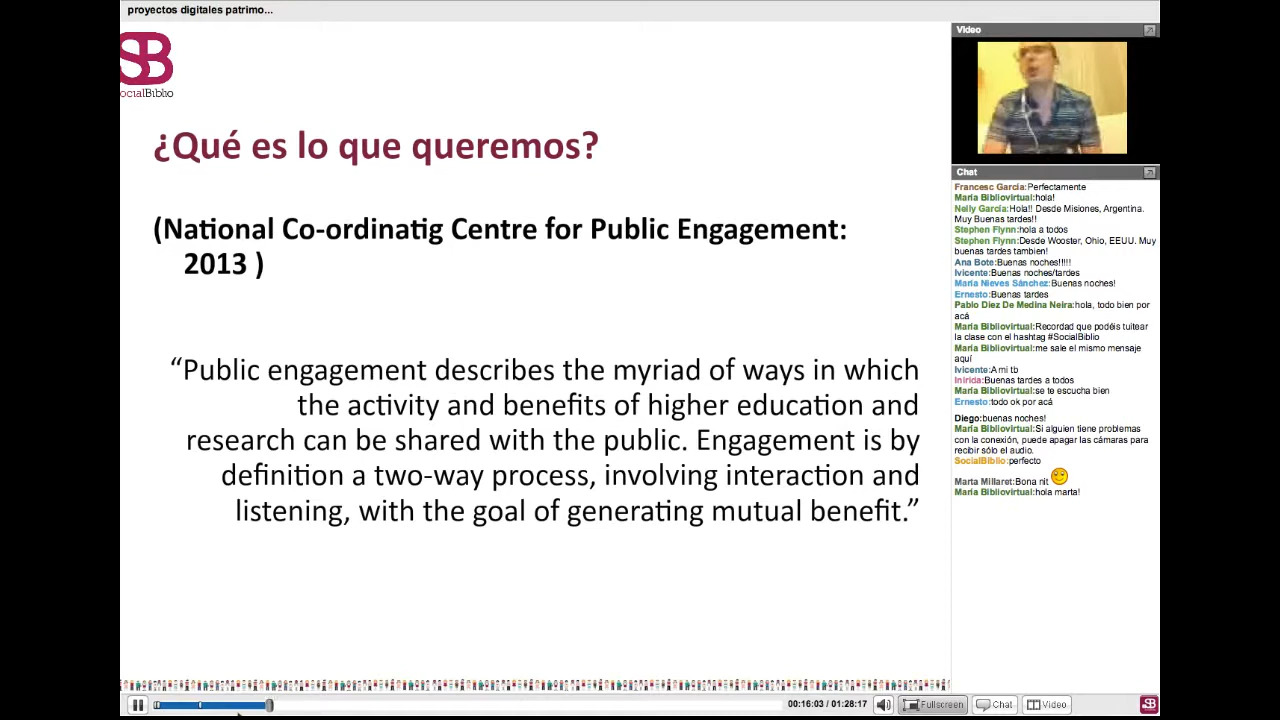 proyectos digitales patrimo...
SB
ocialBiblio
¿Qué es lo que queremos?
(National Co-ordinatig Centre for Public Engagement:
2013 )
“Public engagement describes the myriad of ways in which
the activity and benefits of higher education and
research can be shared with the public. Engagement is by
definition a two-way process, involving interaction and
listening, with the goal of generating mutual benefit.”
Video
Chat
Francesc García:Perfectamente
María Bibliovirtual:hola!
Nelly García:Hola!! Desde Misiones, Argentina.
Muy Buenas tardes!!
Stephen Flynn:hola a todos
Stephen Flynn:Desde Wooster, Ohio, EEUU. Muy
buenas tardes tambien!
Ana Bote:Buenas noches!!!!!
lvicente:Buenas noches/tardes
María Nieves Sánchez:Buenas noches!
Ernesto:Buenas tardes
Pablo Diez De Medina Neira:hola, todo bien por
acá
María Bibliovirtual:Recordad que podéis tuitear
la clase con el hashtag #SocialBiblio
María Bibliovirtual:me sale el mismo mensaje
aquí
lvicente:A mi tb
Inirida:Buenas tardes a todos
María Bibliovirtual:se te escucha bien
Ernesto:todo ok por acá
Diego:buenas noches!
María Bibliovirtual:Si alguien tiene problemas
con la conexión, puede apagar las cámaras para
recibir sólo el audio.
SocialBiblio:perfecto
Marta Millaret:Bona nit
María Bibliovirtual:hola marta!
00:16:03 / 01:28:17
Fullscreen
Chat
Video
SB